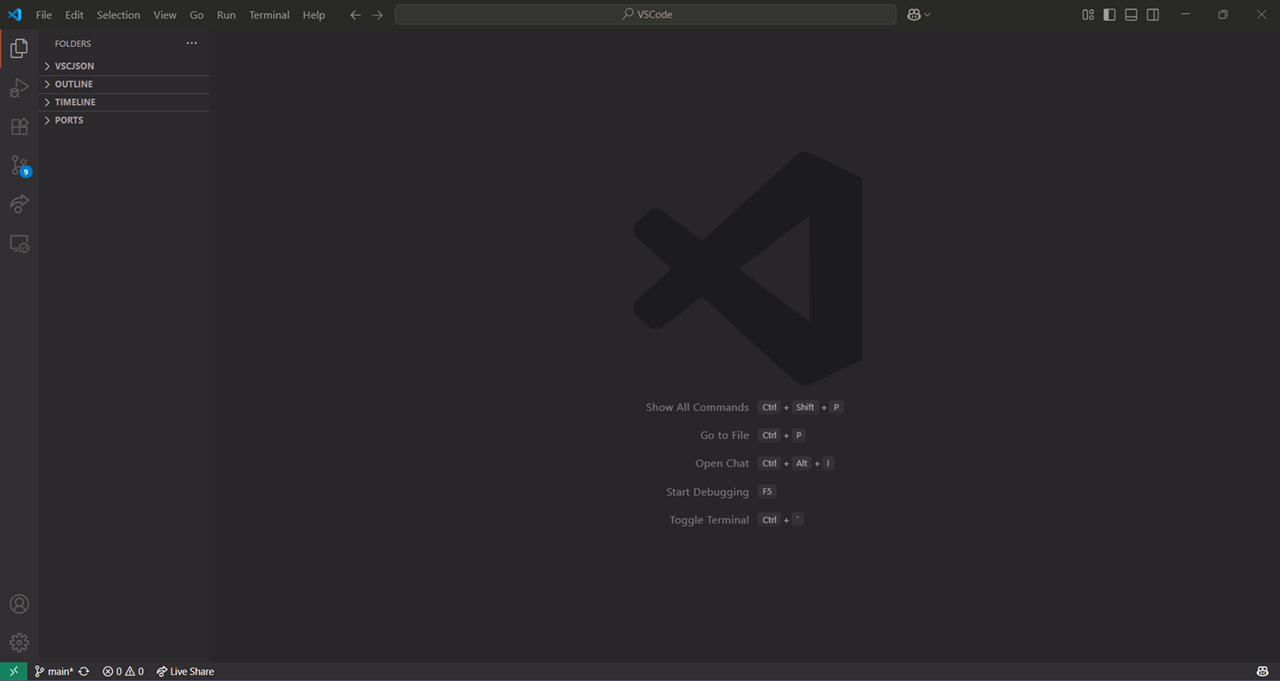 File Edit Selection View Go Run Terminal Help VSCode
FOLDERS ...
VSCJSON
OUTLINE
TIMELINE
PORTS
9
Show All Commands Ctrl + Shift + P
Go to File Ctrl + P
Open Chat Ctrl + Alt + I
Start Debugging F5
Toggle Terminal Ctrl + `
main* 0 0 Live Share